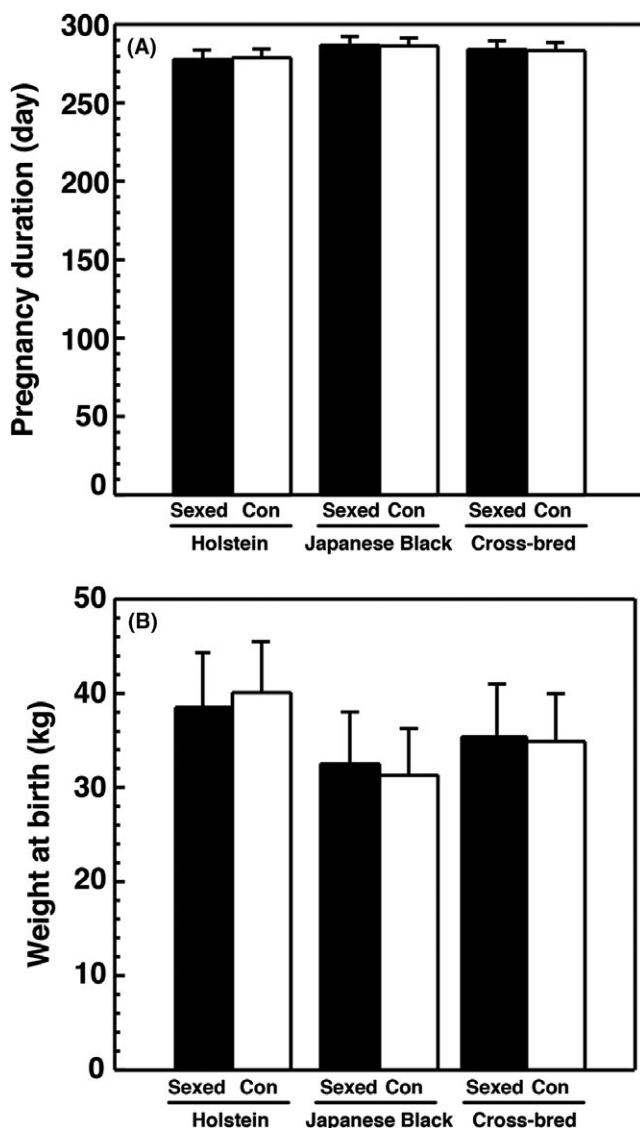 (A)
Pregnancy duration (day)
300
250
200
150
100
50
0
Sexed Con Sexed Con Sexed Con
Holstein Japanese Black Cross-bred
(B)
Weight at birth (kg)
50
40
30
20
10
0
Sexed Con Sexed Con Sexed Con
Holstein Japanese Black Cross-bred